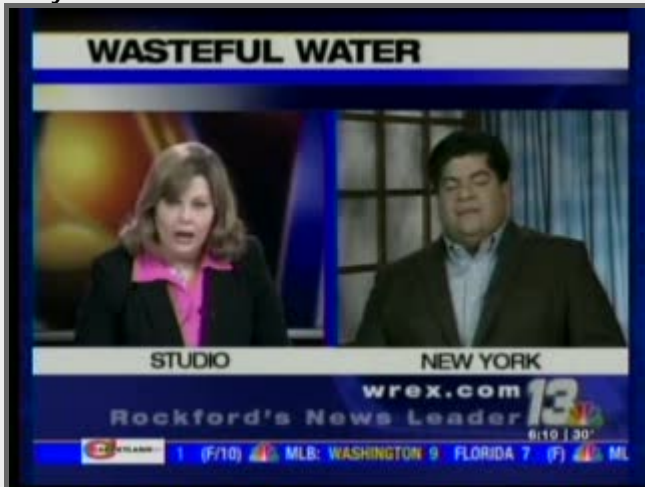 WASTEFUL WATER
STUDIO
NEW YORK
wrex.com 13
Rockford's News Leader
6:10 | 30°
1 (F/10) MLB: WASHINGTON 9 FLORIDA 7 (F) ML